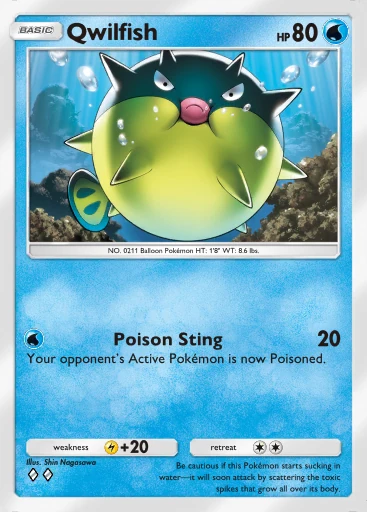 BASIC Qwilfish HP 80
NO. 0211 Balloon Pokémon HT: 1'8" WT: 8.6 lbs.
Poison Sting 20
Your opponent's Active Pokémon is now Poisoned.
weakness +20 retreat
Illus. Shin Nagasawa
Be cautious if this Pokémon starts sucking in
water—it will soon attack by scattering the toxic
spikes that grow all over its body.